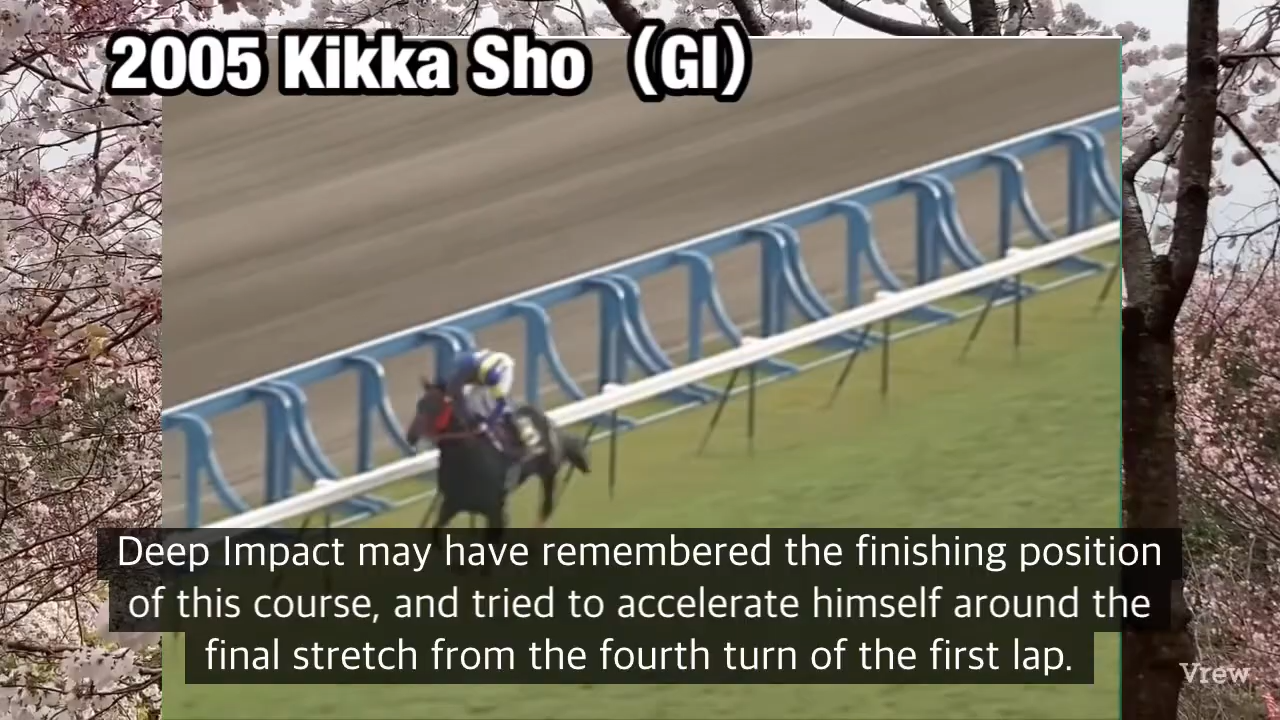 2005 Kikka Sho（GI）
Deep Impact may have remembered the finishing position
of this course, and tried to accelerate himself around the
final stretch from the fourth turn of the first lap.
Vrew